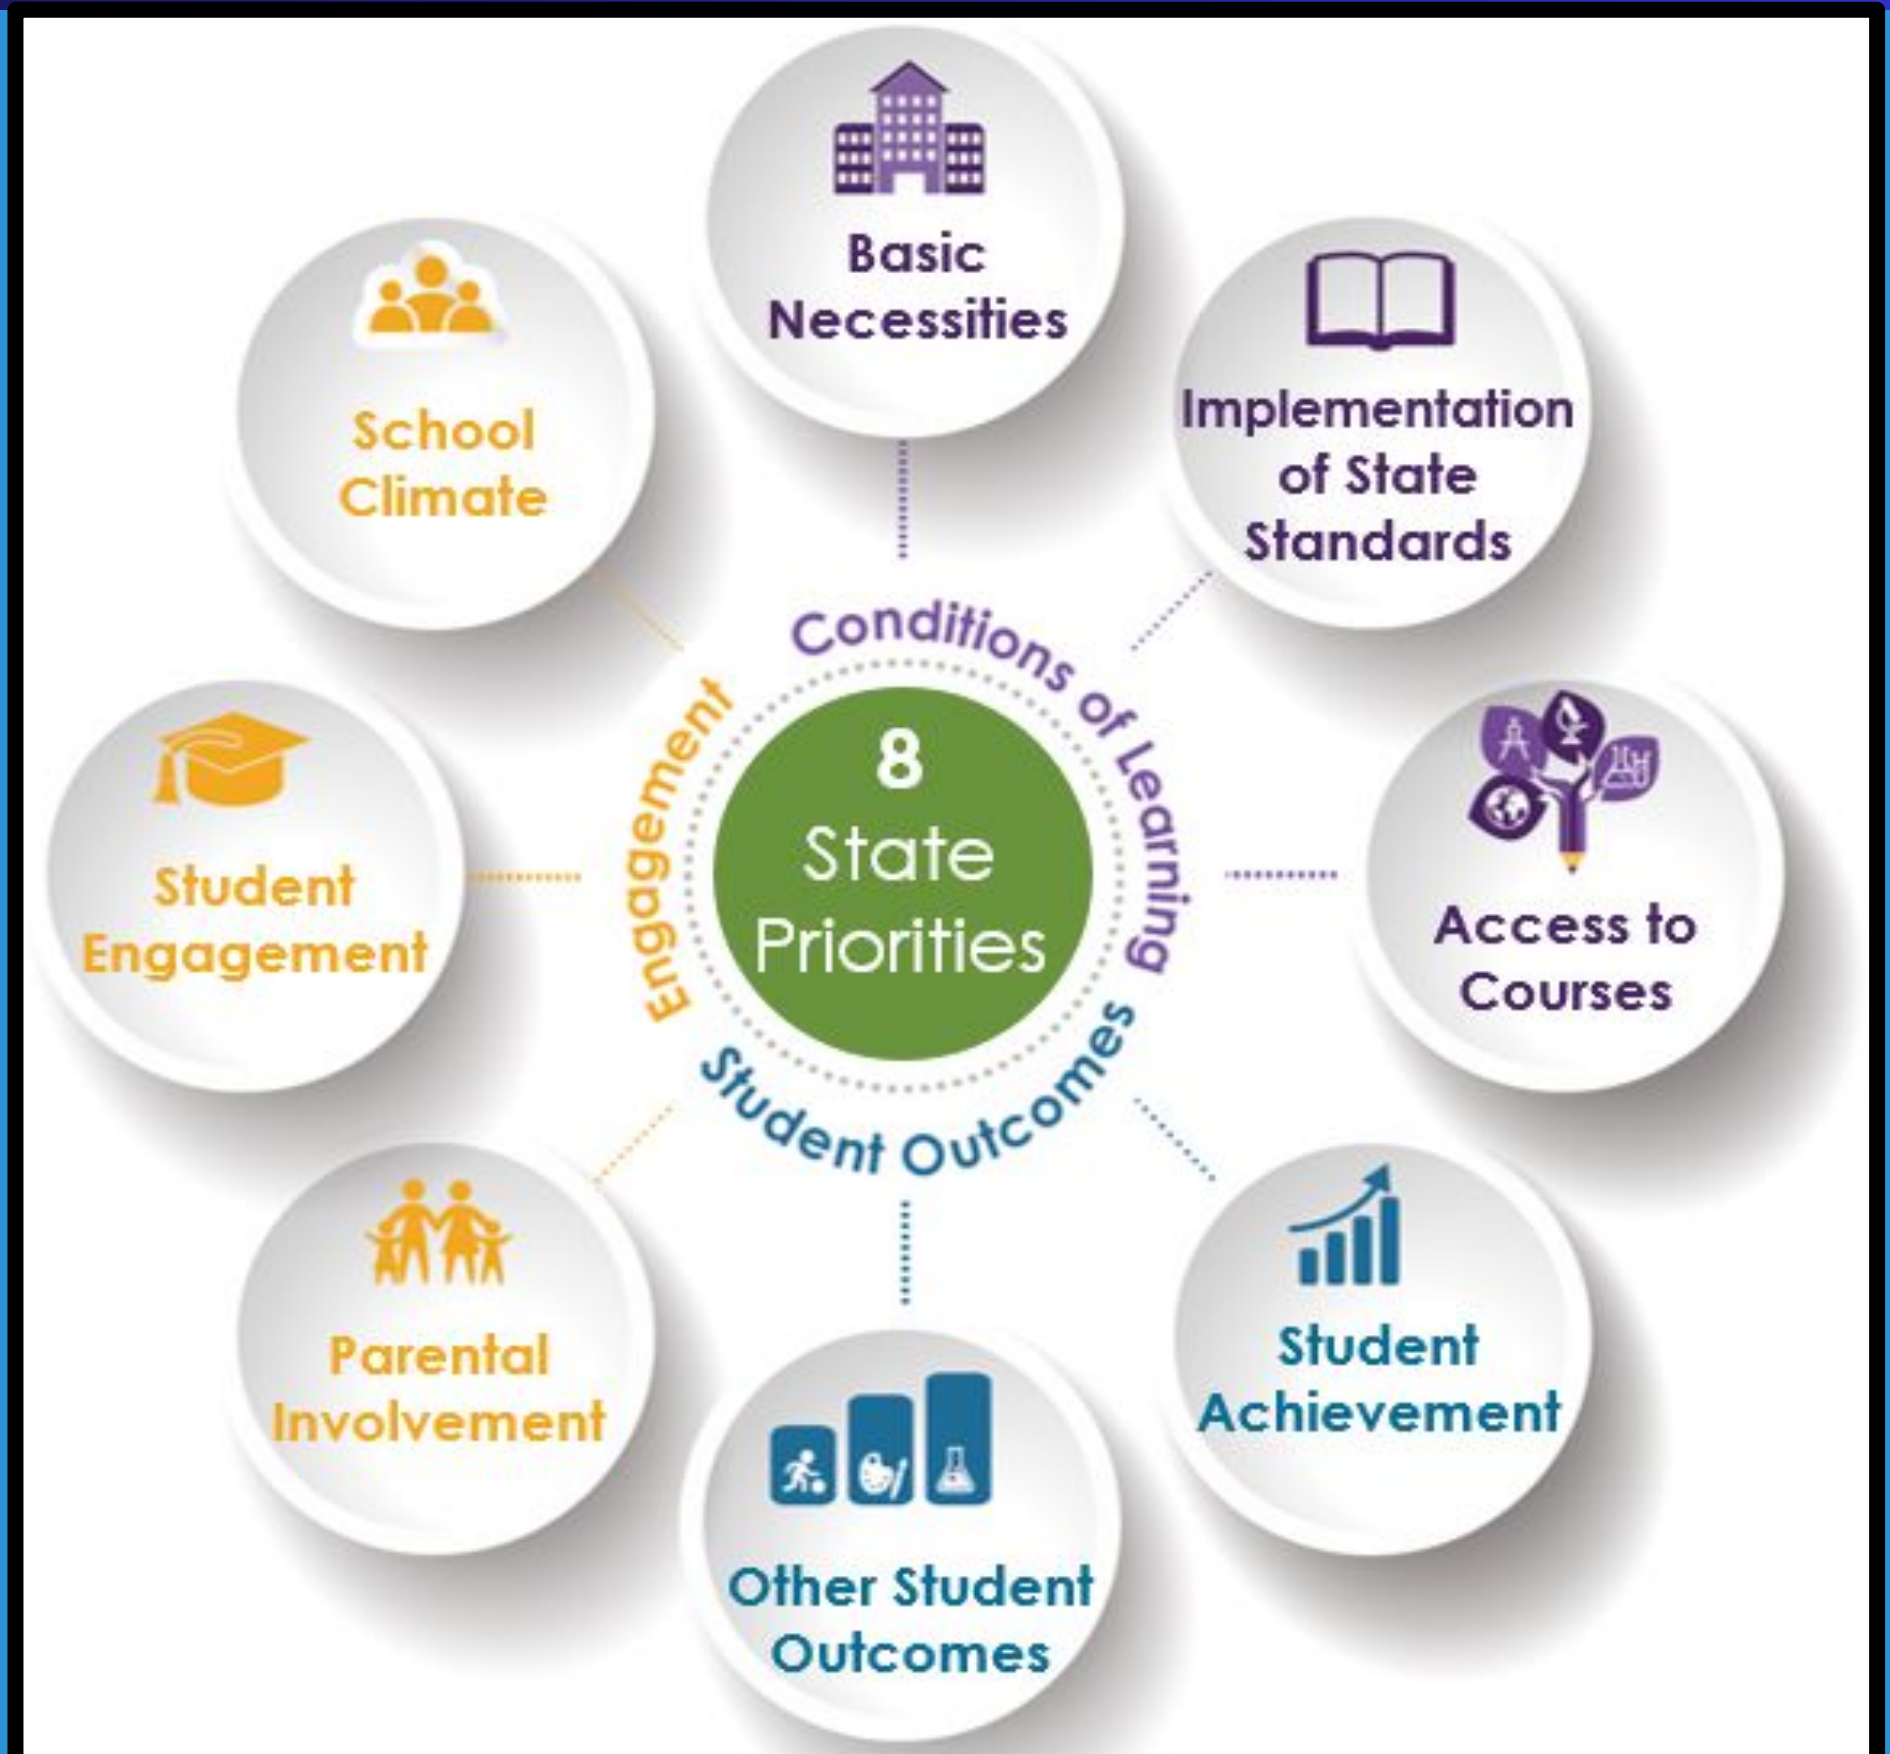 Basic
Necessities
Implementation
of State
Standards
Access to
Courses
Student
Achievement
Other Student
Outcomes
Parental
Involvement
Student
Engagement
School
Climate
Conditions of Learning
Student Outcomes
Engagement
8
State
Priorities